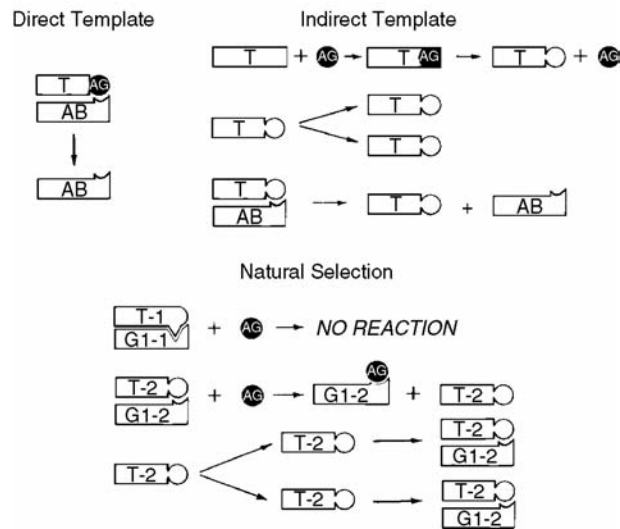 Direct Template
T AG
AB
AB
Indirect Template
T + AG T AG T + AG
T
T
T
T
AB
T + AB
Natural Selection
T-1
G1-1
+ AG NO REACTION
T-2
G1-2
+ AG
AG
G1-2
+ T-2
T-2
T-2
T-2
G1-2
T-2
T-2
G1-2